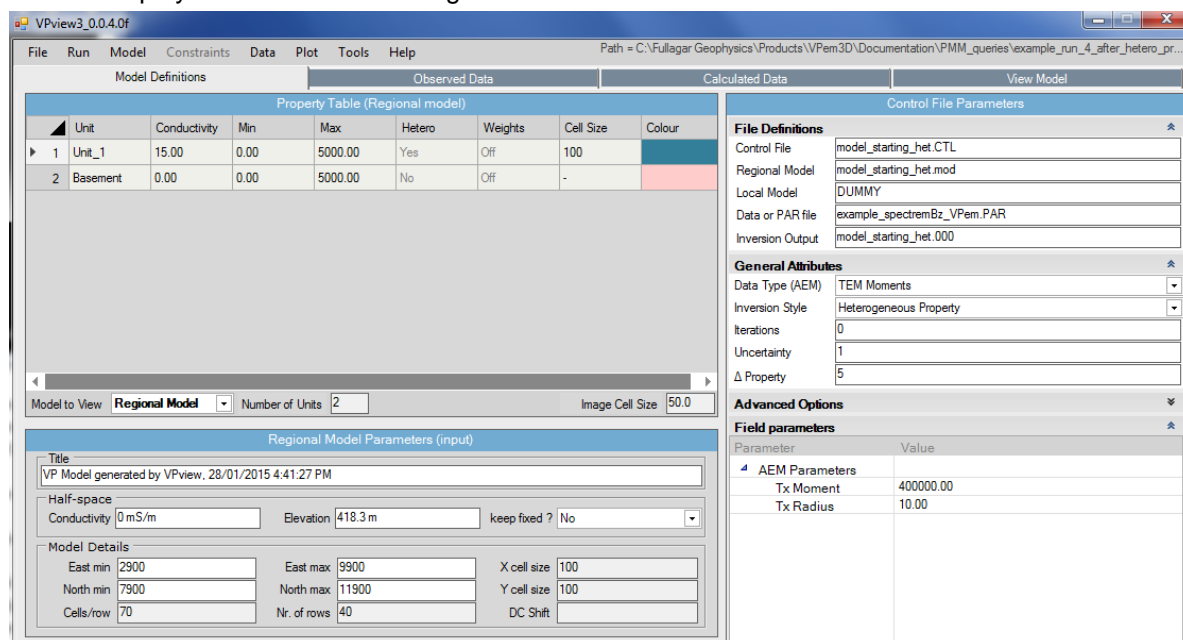 VPview3_0.0.4.0f
File Run Model Constraints Data Plot Tools Help Path = C:\Fullagar Geophysics\Products\VPem3D\Documentation\PMM_queries\example_run_4_after_hetero_pr...
Model Definitions Observed Data Calculated Data View Model
Property Table (Regional model)
Unit Conductivity Min Max Hetero Weights Cell Size Colour
1 Unit_1 15.00 0.00 5000.00 Yes Off 100
2 Basement 0.00 0.00 5000.00 No Off -
Model to View Regional Model Number of Units 2 Image Cell Size 50.0
Regional Model Parameters (input)
Title
VP Model generated by VPview, 28/01/2015 4:41:27 PM
Half-space
Conductivity 0 mS/m Elevation 418.3 m keep fixed ? No
Model Details
East min 2900 East max 9900 X cell size 100
North min 7900 North max 11900 Y cell size 100
Cells/row 70 Nr. of rows 40 DC Shift
Control File Parameters
File Definitions
Control File model_starting_het.CTL
Regional Model model_starting_het.mod
Local Model DUMMY
Data or PAR file example_spectremBz_VPem.PAR
Inversion Output model_starting_het.000
General Attributes
Data Type (AEM) TEM Moments
Inversion Style Heterogeneous Property
Iterations 0
Uncertainty 1
Δ Property 5
Advanced Options
Field parameters
Parameter Value
AEM Parameters
Tx Moment 400000.00
Tx Radius 10.00